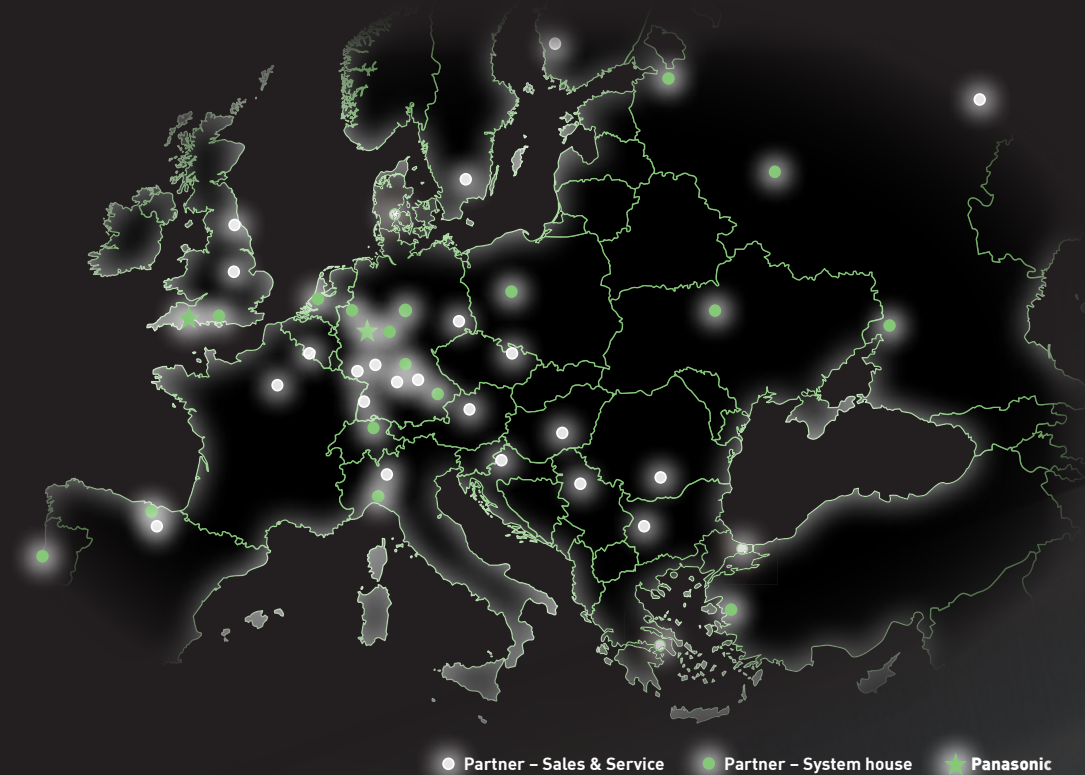 Partner – Sales & Service Partner – System house Panasonic